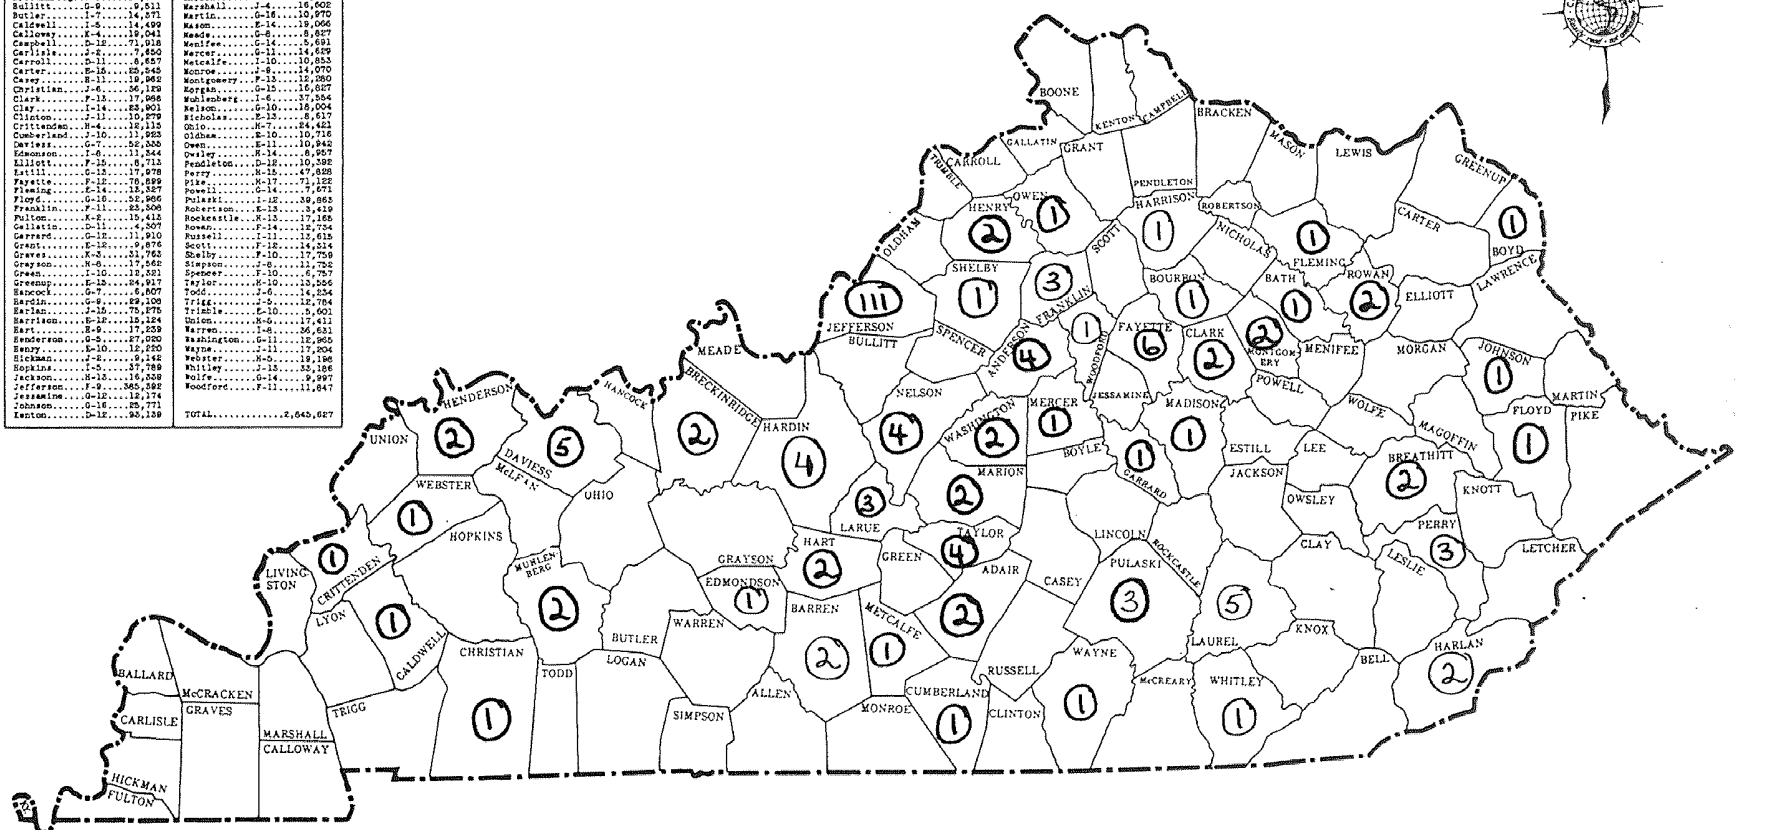 Bullitt.....G-9.....9,511
Butler......I-7....14,371
Caldwell....I-5....14,499
Calloway....K-4....19,041
Campbell....D-12...71,918
Carlisle....J-2.....7,650
Carroll.....D-11....8,657
Carter......E-15...25,545
Casey.......H-11...19,962
Christian...J-6....36,129
Clark.......F-13...17,988
Clay........I-14...23,901
Clinton.....J-11...10,279
Crittenden..H-4....12,115
Cumberland..J-10...11,923
Daviess.....G-7....52,335
Edmonson....I-8....11,344
Elliott.....F-15....8,713
Estill......G-13...17,978
Fayette.....F-12...78,899
Fleming.....E-14...13,327
Floyd.......G-16...52,986
Franklin....F-11...23,308
Fulton......K-2....15,413
Gallatin....D-11....4,307
Garrard.....G-12...11,910
Grant.......E-12....9,876
Graves......K-3....31,763
Grayson.....H-8....17,562
Green.......I-10...12,321
Greenup.....E-15...24,917
Hancock.....G-7.....6,807
Hardin......G-9....29,108
Harlan......J-15...75,275
Harrison....E-12...15,124
Hart........H-9....17,239
Henderson...G-5....27,020
Henry.......E-10...12,220
Hickman.....J-2.....9,142
Hopkins.....I-5....37,789
Jackson.....H-13...16,339
Jefferson...F-9...385,392
Jessamine...G-12...12,174
Johnson.....G-16...25,771
Kenton......D-12...93,139
Marshall....J-4....16,602
Martin......G-16...10,970
Mason.......E-14...19,066
Meade.......G-8.....8,827
Menifee.....G-14....5,691
Mercer......G-11...14,629
Metcalfe....I-10...10,853
Monroe......J-9....14,070
Montgomery..F-13...12,280
Morgan......G-15...16,827
Muhlenberg..I-6....37,554
Nelson......G-10...18,004
Nicholas....E-13....8,617
Ohio........H-7....24,421
Oldham......E-10...10,716
Owen........E-11...10,942
Owsley......H-14....8,957
Pendleton...D-12...10,392
Perry.......H-15...47,828
Pike........H-17...71,122
Powell......G-14....7,671
Pulaski.....I-12...39,863
Robertson...E-13....3,419
Rockcastle..H-13...17,165
Rowan.......F-14...12,734
Russell.....I-11...13,615
Scott.......F-12...14,314
Shelby......F-10...17,759
Simpson.....J-8....11,752
Spencer.....F-10....6,757
Taylor......H-10...13,556
Todd........J-6....14,234
Trigg.......J-5....12,784
Trimble.....E-10....5,601
Union.......H-5....17,411
Warren......I-8....36,631
Washington..G-11...12,965
Wayne.......J-11...17,204
Webster.....H-5....19,198
Whitley.....J-13...33,186
Wolfe.......G-14....9,997
Woodford....F-11...11,847
TOTAL.............2,845,627
BOONE
KENTON
CAMPBELL
BRACKEN
GALLATIN
GRANT
MASON
LEWIS
CARROLL
TRIMBLE
GREENUP
PENDLETON
OWEN
1
HENRY
2
HARRISON
1
ROBERTSON
CARTER
1
BOYD
OLDHAM
SCOTT
NICHOLAS
1
FLEMING
LAWRENCE
SHELBY
1
3
FRANKLIN
BOURBON
1
BATH
1
ROWAN
2
ELLIOTT
111
JEFFERSON
BULLITT
SPENCER
ANDERSON
4
1
WOODFORD
FAYETTE
6
CLARK
2
2
MONTGOM
ERY
MENIFEE
MORGAN
JOHNSON
1
MEADE
MARTIN
PIKE
HENDERSON
2
HANCOCK
BRECKINRIDGE
2
HARDIN
4
NELSON
4
WASHINGTON
2
MERCER
1
JESSAMINE
MADISON
1
POWELL
WOLFE
MAGOFFIN
FLOYD
1
UNION
5
DAVIESS
McLEAN
BOYLE
1
GARRARD
ESTILL
LEE
BREATHITT
2
WEBSTER
1
OHIO
3
LARUE
MARION
2
JACKSON
OWSLEY
KNOTT
HOPKINS
HART
2
GREEN
TAYLOR
4
LINCOLN
ROCKCASTLE
CLAY
PERRY
3
LETCHER
LIVING
STON
1
CRITTENDEN
MUHLEN
BERG
2
GRAYSON
EDMONDSON
1
ADAIR
2
CASEY
PULASKI
3
5
LAUREL
LESLIE
LYON
1
CALDWELL
BUTLER
WARREN
BARREN
2
METCALFE
1
KNOX
HARLAN
2
CHRISTIAN
1
TODD
LOGAN
RUSSELL
WAYNE
1
BELL
BALLARD
McCRACKEN
ALLEN
CUMBERLAND
1
McCREARY
WHITLEY
1
CARLISLE
GRAVES
TRIGG
SIMPSON
MONROE
CLINTON
MARSHALL
CALLOWAY
HICKMAN
FULTON